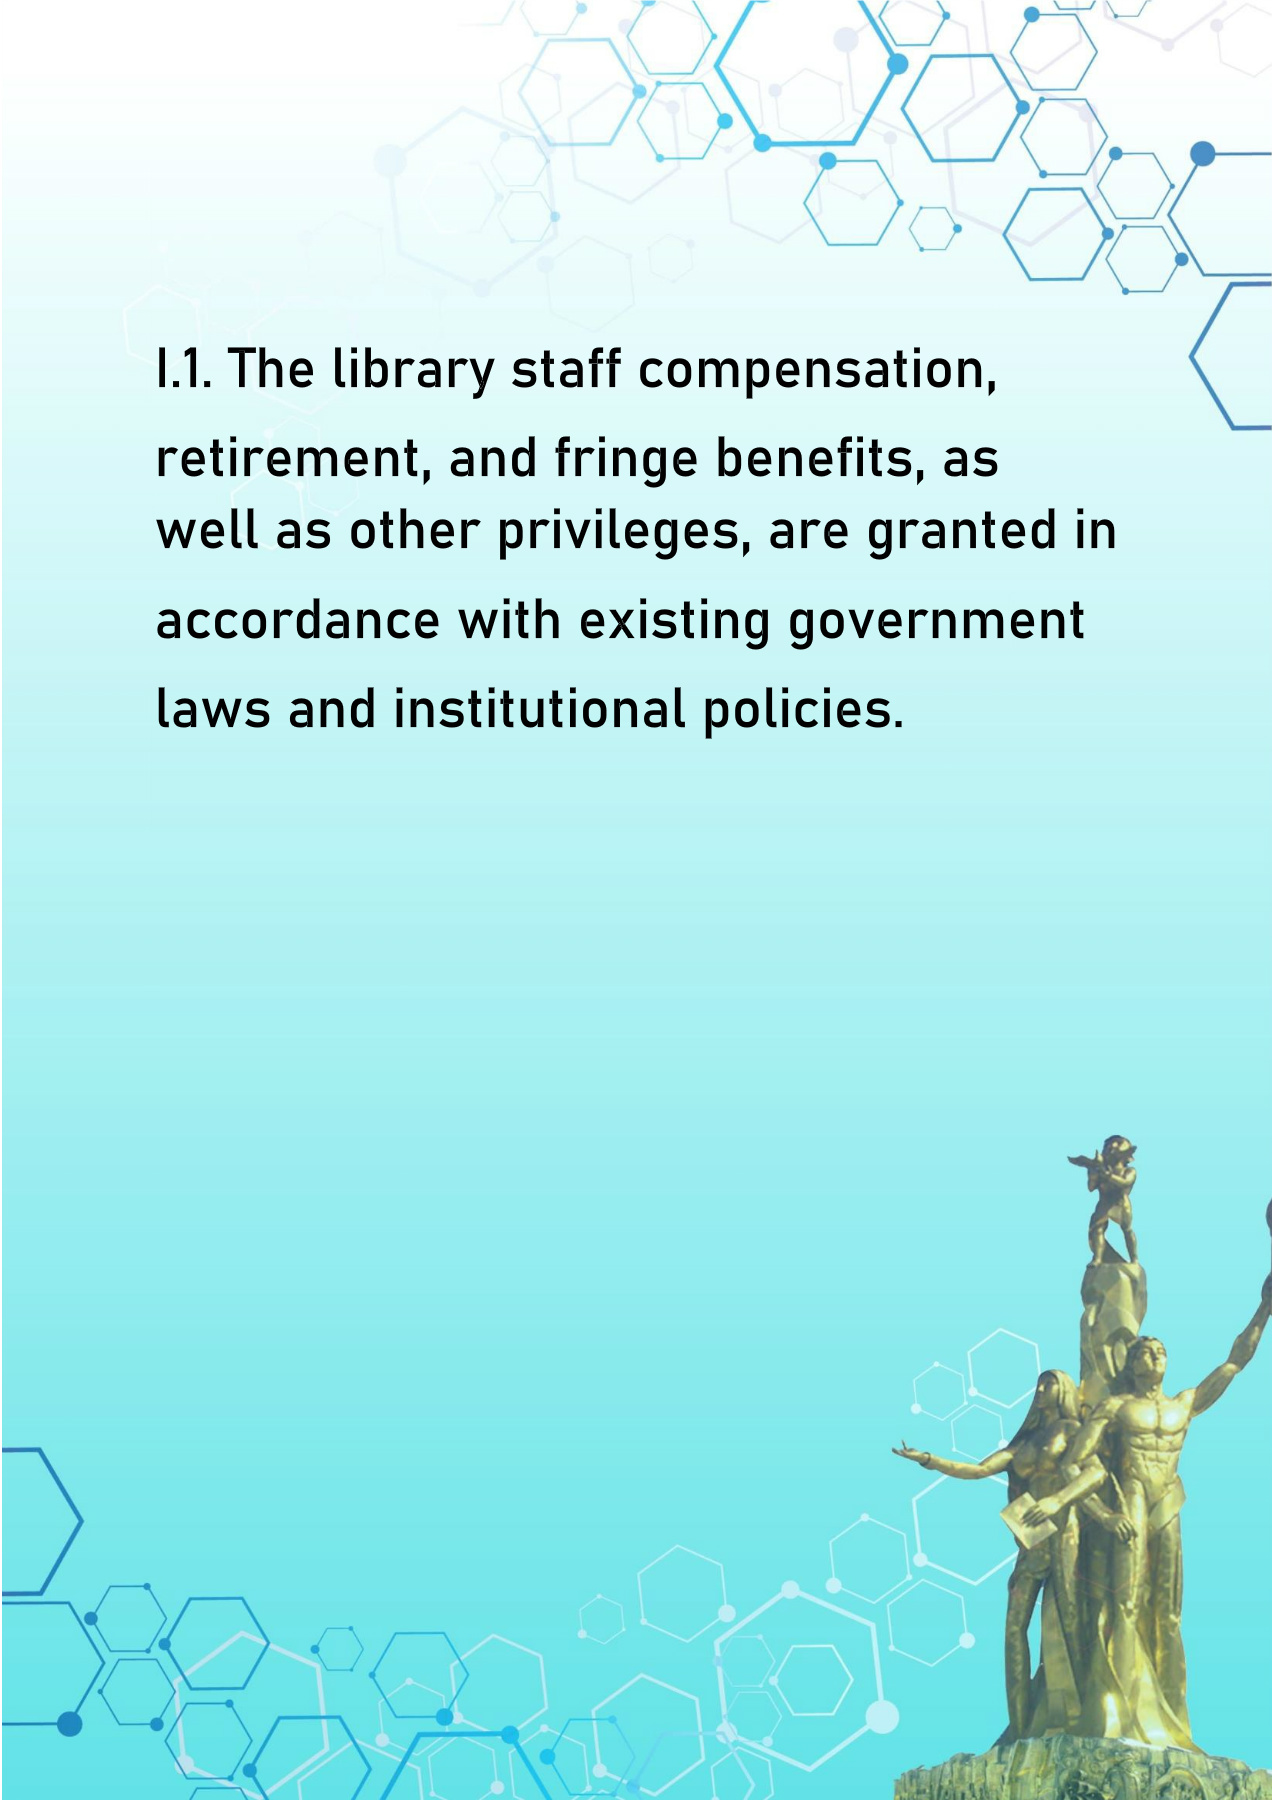 I.1. The library staff compensation,
retirement, and fringe benefits, as
well as other privileges, are granted in
accordance with existing government
laws and institutional policies.